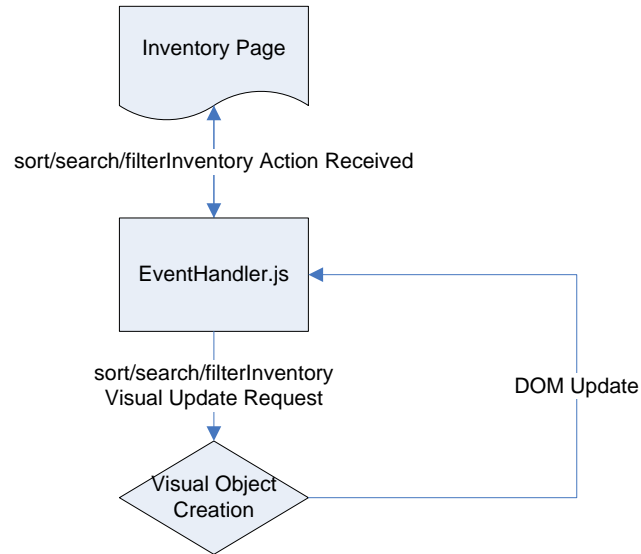 Inventory Page
sort/search/filterInventory Action Received
EventHandler.js
sort/search/filterInventory
Visual Update Request
DOM Update
Visual Object
Creation